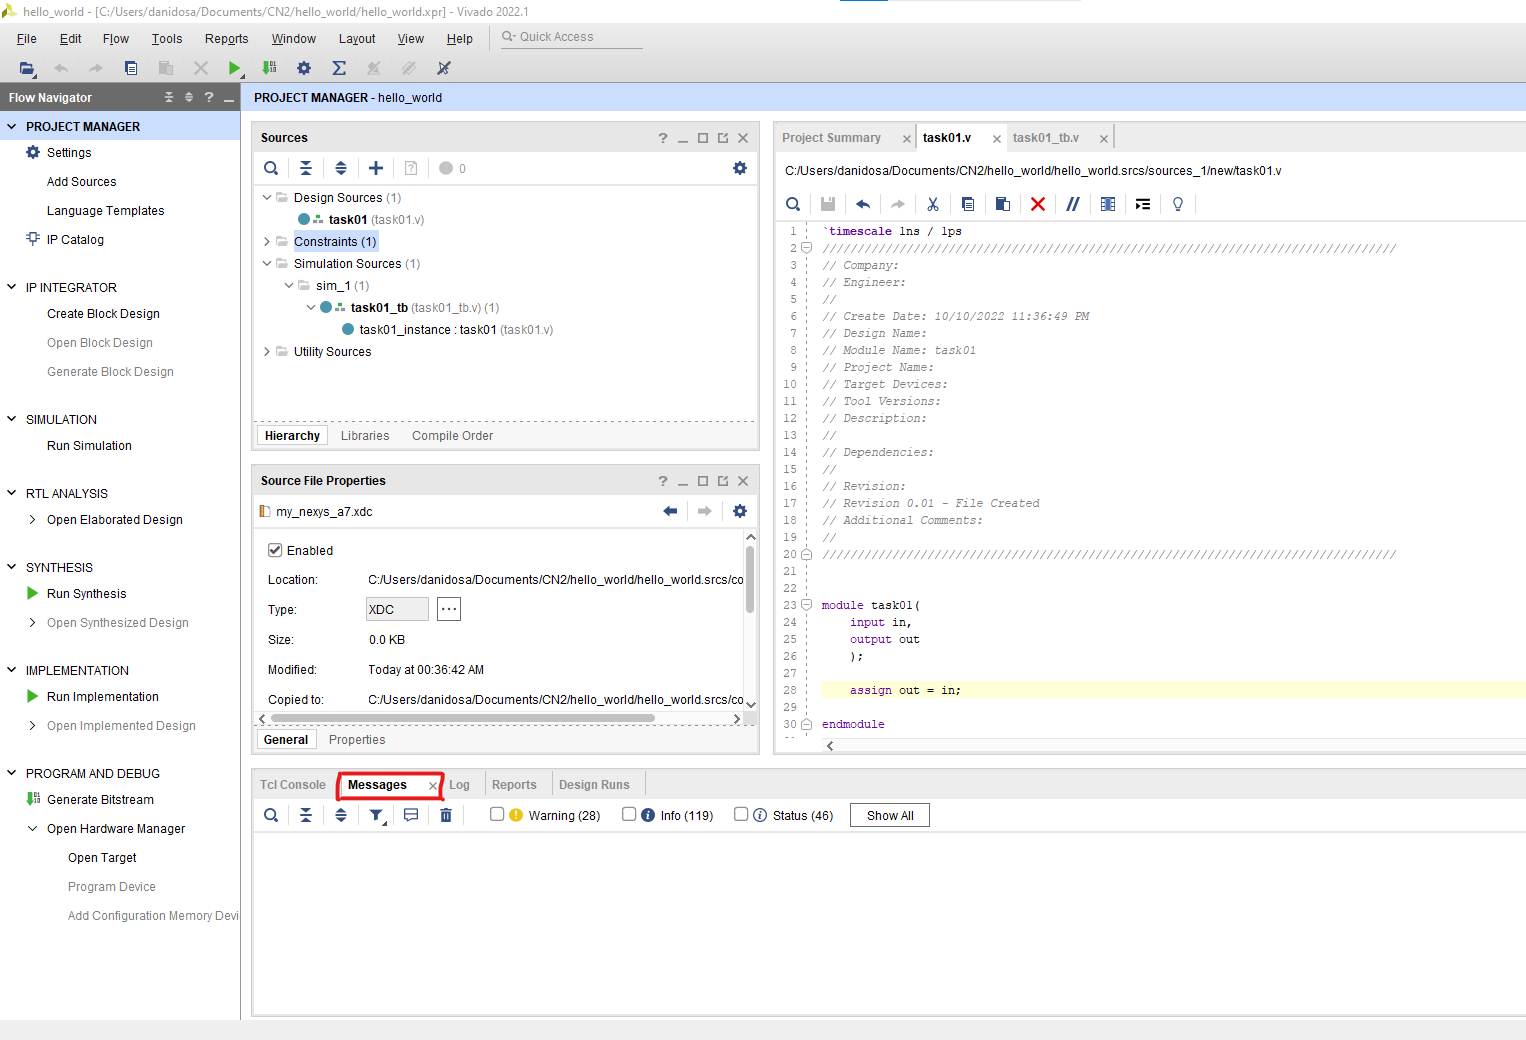 hello_world - [C:/Users/danidosa/Documents/CN2/hello_world/hello_world.xpr] - Vivado 2022.1
File Edit Flow Tools Reports Window Layout View Help Quick Access
Flow Navigator
PROJECT MANAGER
Settings
Add Sources
Language Templates
IP Catalog
IP INTEGRATOR
Create Block Design
Open Block Design
Generate Block Design
SIMULATION
Run Simulation
RTL ANALYSIS
Open Elaborated Design
SYNTHESIS
Run Synthesis
Open Synthesized Design
IMPLEMENTATION
Run Implementation
Open Implemented Design
PROGRAM AND DEBUG
Generate Bitstream
Open Hardware Manager
Open Target
Program Device
Add Configuration Memory Devi
PROJECT MANAGER - hello_world
Sources
0
Design Sources (1)
task01 (task01.v)
Constraints (1)
Simulation Sources (1)
sim_1 (1)
task01_tb (task01_tb.v) (1)
task01_instance : task01 (task01.v)
Utility Sources
Hierarchy Libraries Compile Order
Source File Properties
my_nexys_a7.xdc
Enabled
Location: C:/Users/danidosa/Documents/CN2/hello_world/hello_world.srcs/co
Type: XDC ...
Size: 0.0 KB
Modified: Today at 00:36:42 AM
Copied to: C:/Users/danidosa/Documents/CN2/hello_world/hello_world.srcs/co
General Properties
Project Summary task01.v task01_tb.v
C:/Users/danidosa/Documents/CN2/hello_world/hello_world.srcs/sources_1/new/task01.v
1 `timescale 1ns / 1ps
2 //////////////////////////////////////////////////////////////////////////////////
3 // Company:
4 // Engineer:
5 //
6 // Create Date: 10/10/2022 11:36:49 PM
7 // Design Name:
8 // Module Name: task01
9 // Project Name:
10 // Target Devices:
11 // Tool Versions:
12 // Description:
13 //
14 // Dependencies:
15 //
16 // Revision:
17 // Revision 0.01 - File Created
18 // Additional Comments:
19 //
20 //////////////////////////////////////////////////////////////////////////////////
21
22
23 module task01(
24 input in,
25 output out
26 );
27
28 assign out = in;
29
30 endmodule
Tcl Console Messages Log Reports Design Runs
Warning (28) Info (119) Status (46) Show All